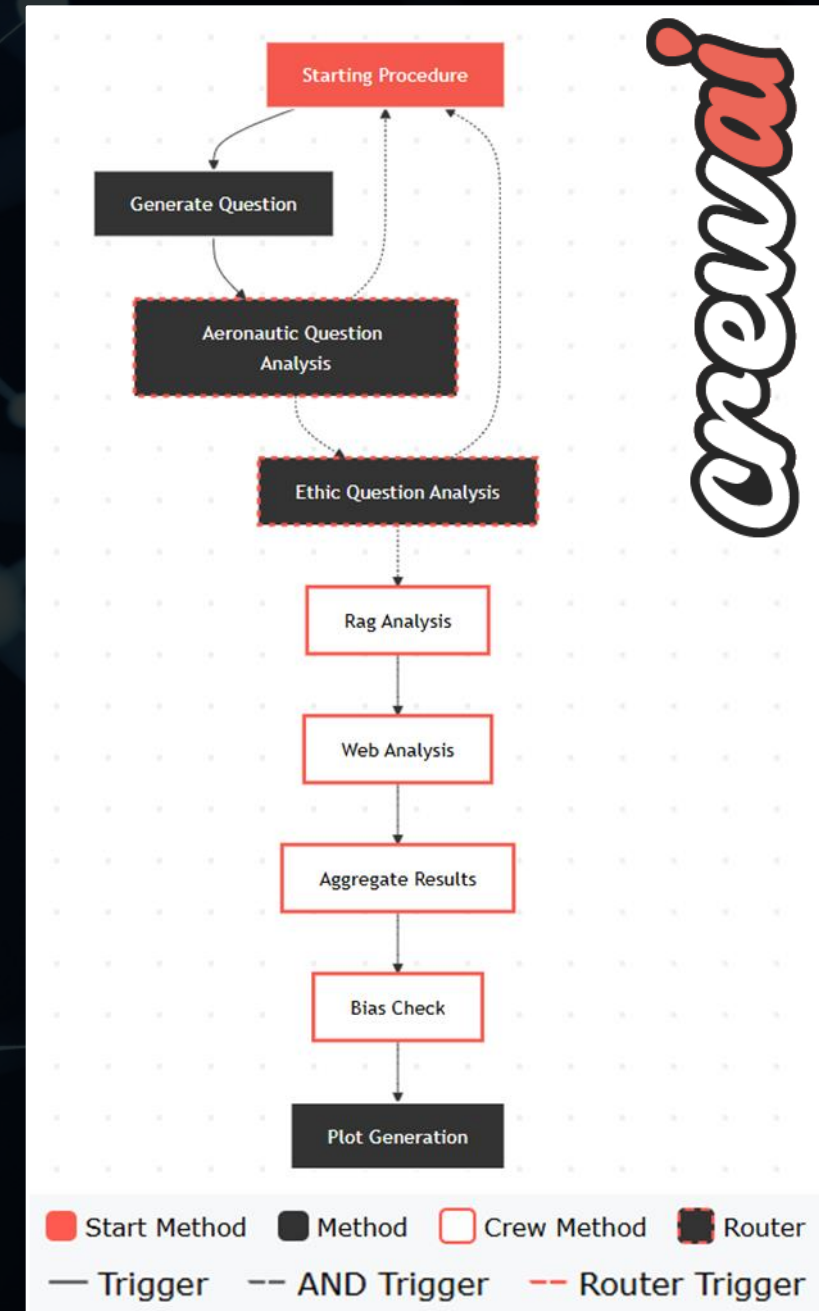 crewai
Starting Procedure
Generate Question
Aeronautic Question
Analysis
Ethic Question Analysis
Rag Analysis
Web Analysis
Aggregate Results
Bias Check
Plot Generation
Start Method Method Crew Method Router
Trigger AND Trigger Router Trigger